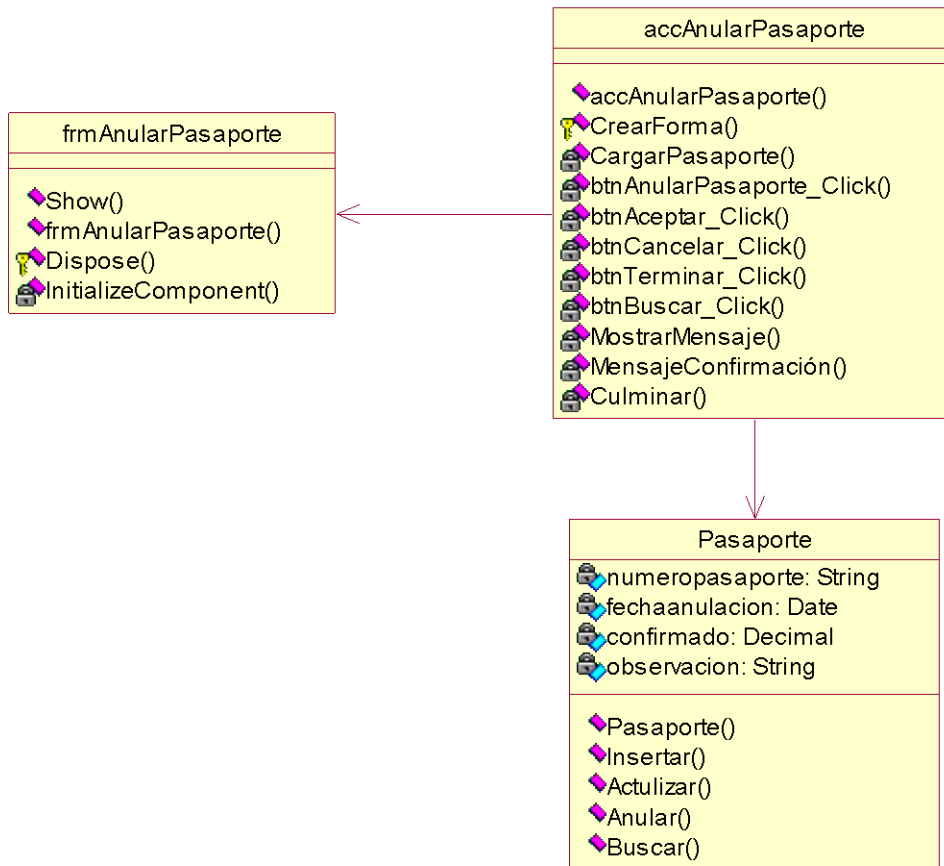 accAnularPasaporte
accAnularPasaporte()
CrearForma()
CargarPasaporte()
btnAnularPasaporte_Click()
btnAceptar_Click()
btnCancelar_Click()
btnTerminar_Click()
btnBuscar_Click()
MostrarMensaje()
MensajeConfirmación()
Culminar()
frmAnularPasaporte
Show()
frmAnularPasaporte()
Dispose()
InitializeComponent()
Pasaporte
numeropasaporte: String
fechaanulacion: Date
confirmado: Decimal
observacion: String
Pasaporte()
Insertar()
Actulizar()
Anular()
Buscar()